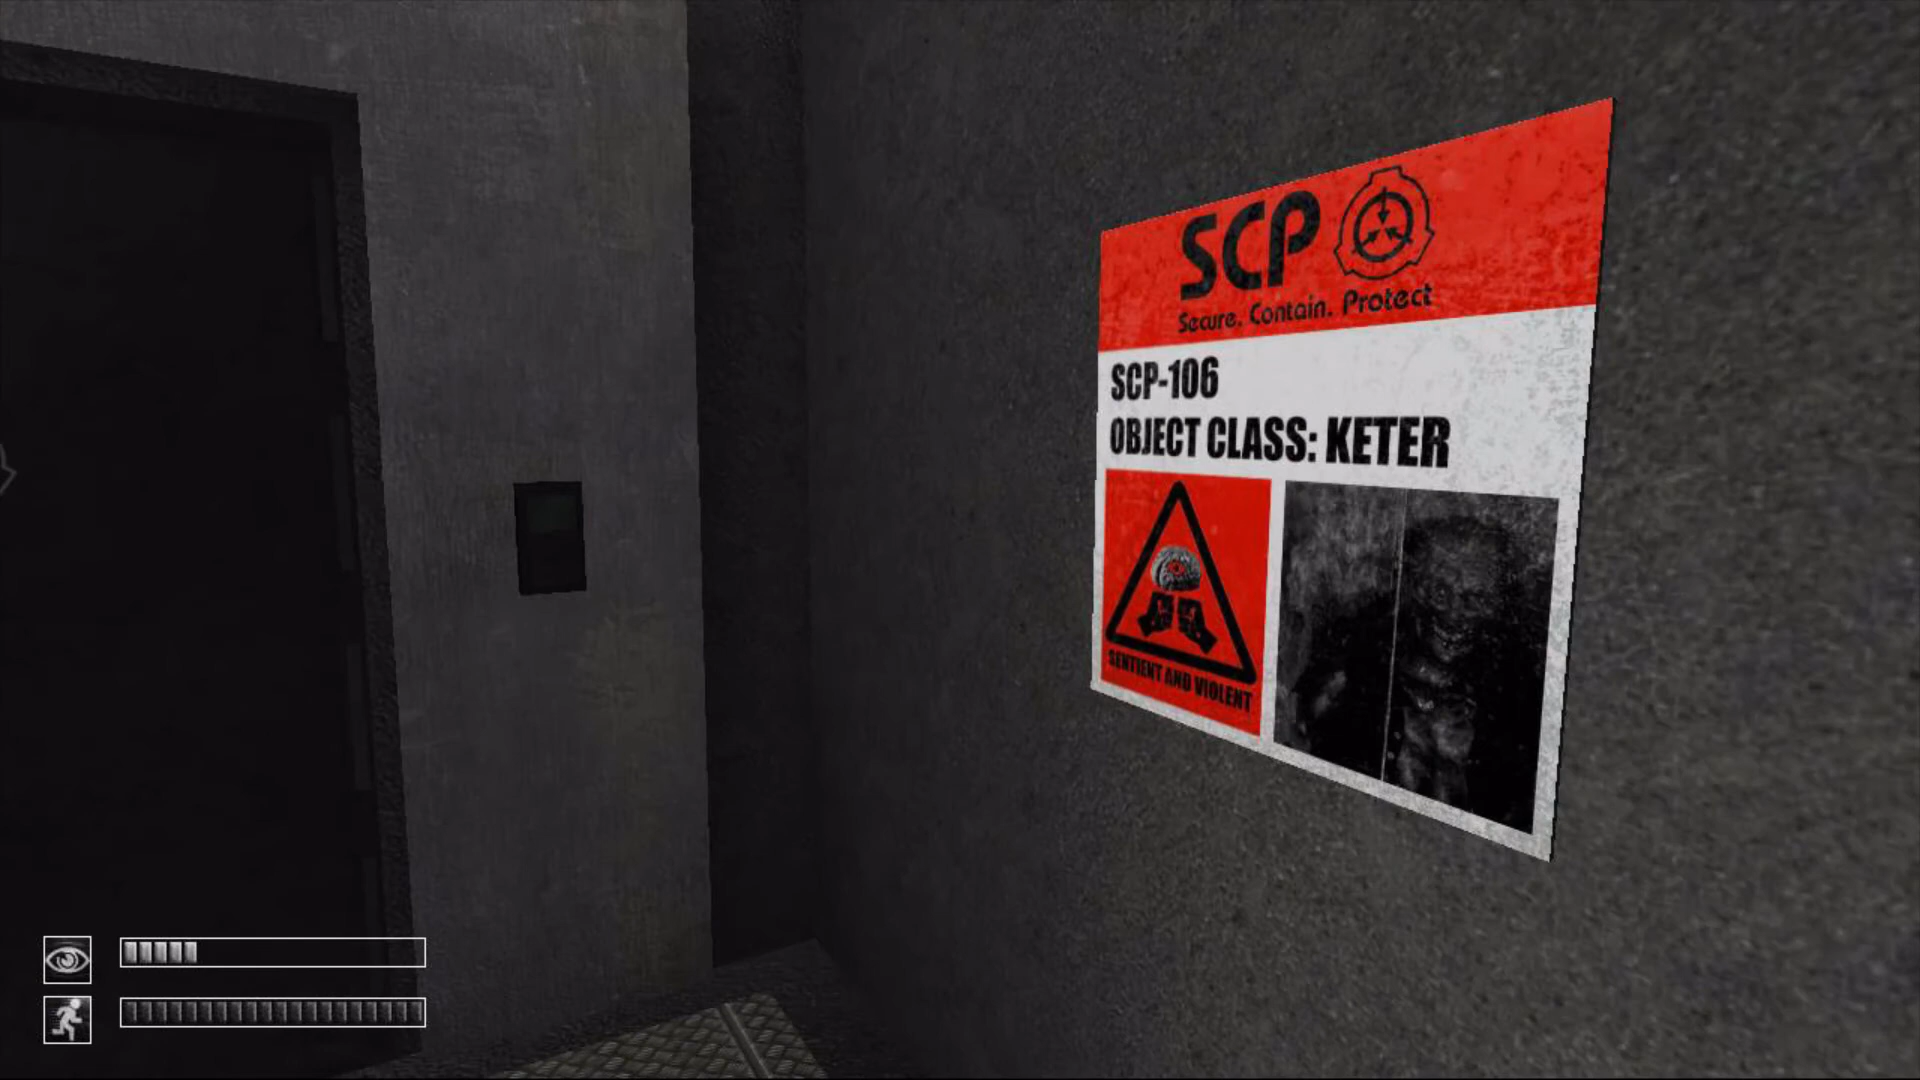 SCP
Secure. Contain. Protect
SCP-106
OBJECT CLASS: KETER
SENTIENT AND VIOLENT